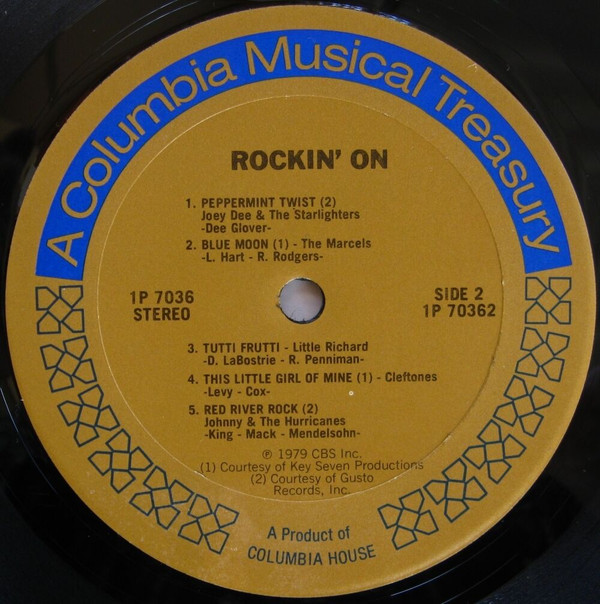 A Columbia Musical Treasury
ROCKIN' ON
1. PEPPERMINT TWIST (2)
Joey Dee & The Starlighters
-Dee Glover-
2. BLUE MOON (1) - The Marcels
-L. Hart - R. Rodgers-
1P 7036
STEREO
SIDE 2
1P 70362
3. TUTTI FRUTTI - Little Richard
-D. LaBostrie - R. Penniman-
4. THIS LITTLE GIRL OF MINE (1) - Cleftones
-Levy - Cox-
5. RED RIVER ROCK (2)
Johnny & The Hurricanes
-King - Mack - Mendelsohn-
℗ 1979 CBS Inc.
(1) Courtesy of Key Seven Productions
(2) Courtesy of Gusto
Records, Inc.
A Product of
COLUMBIA HOUSE